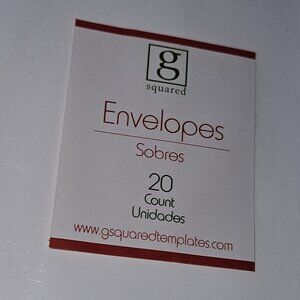 g
squared
Envelopes
Sobres
20
Count
Unidades
www.gsquaredtemplates.com